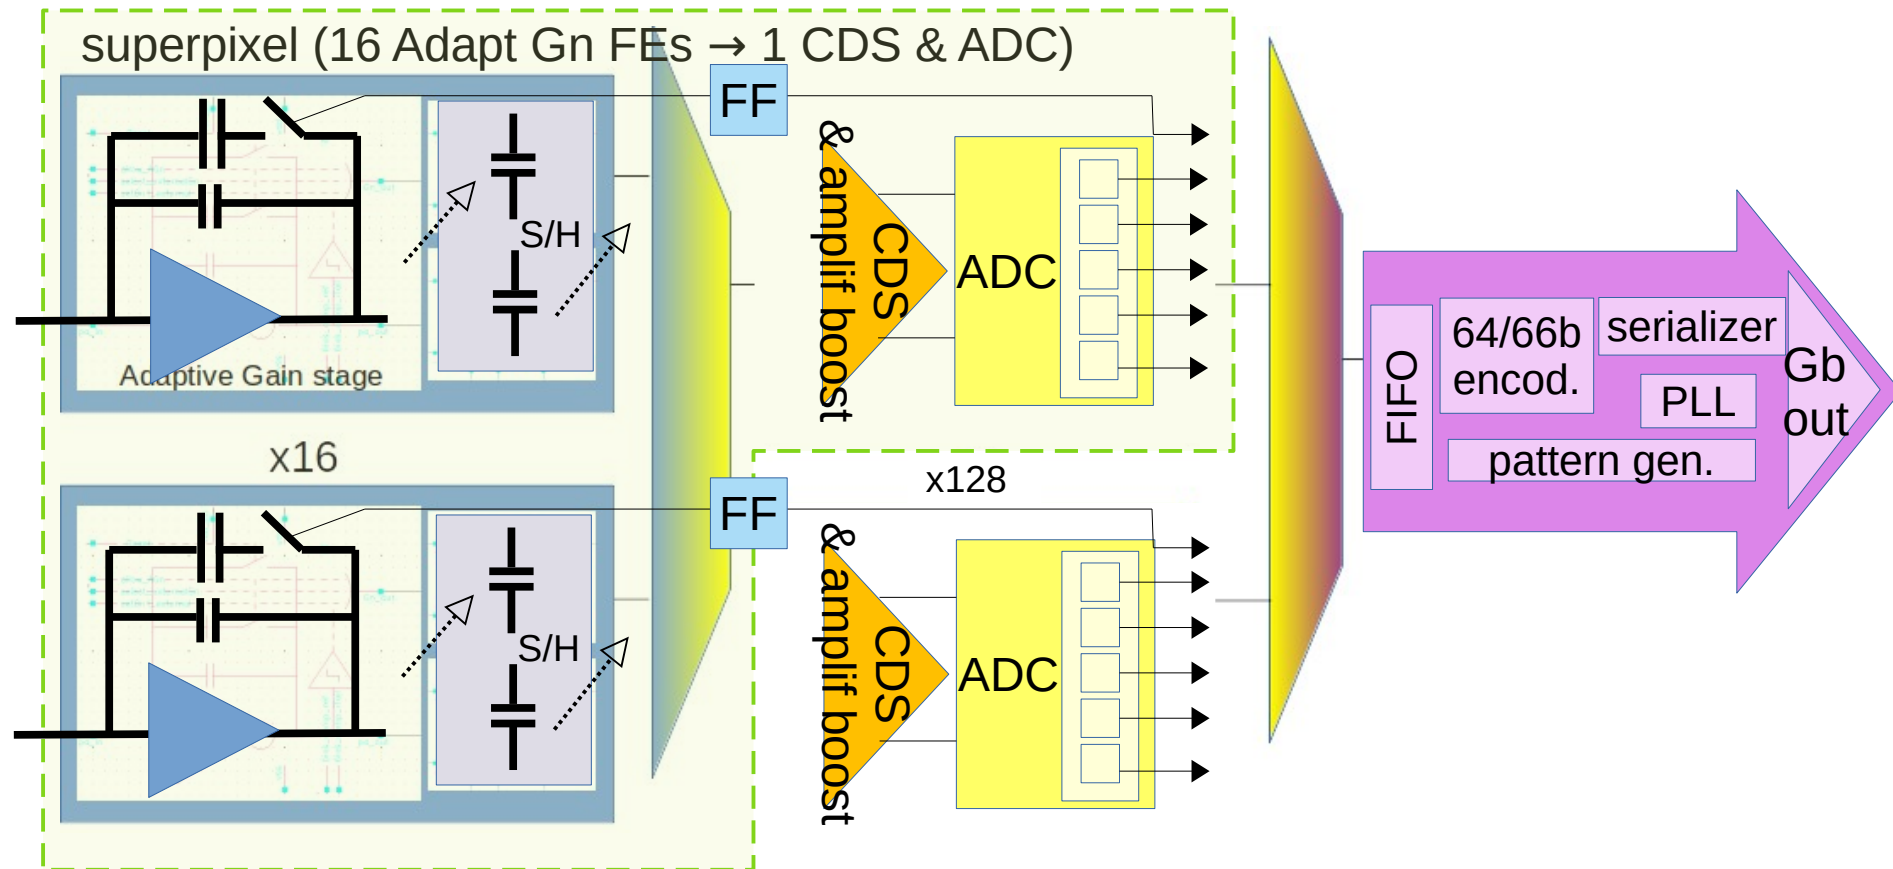 superpixel (16 Adapt Gn FEs → 1 CDS & ADC)
FF
S/H
Adaptive Gain stage
CDS
& amplif boost
ADC
x16
FF
x128
S/H
CDS
& amplif boost
ADC
FIFO
64/66b
encod.
serializer
PLL
pattern gen.
Gb
out